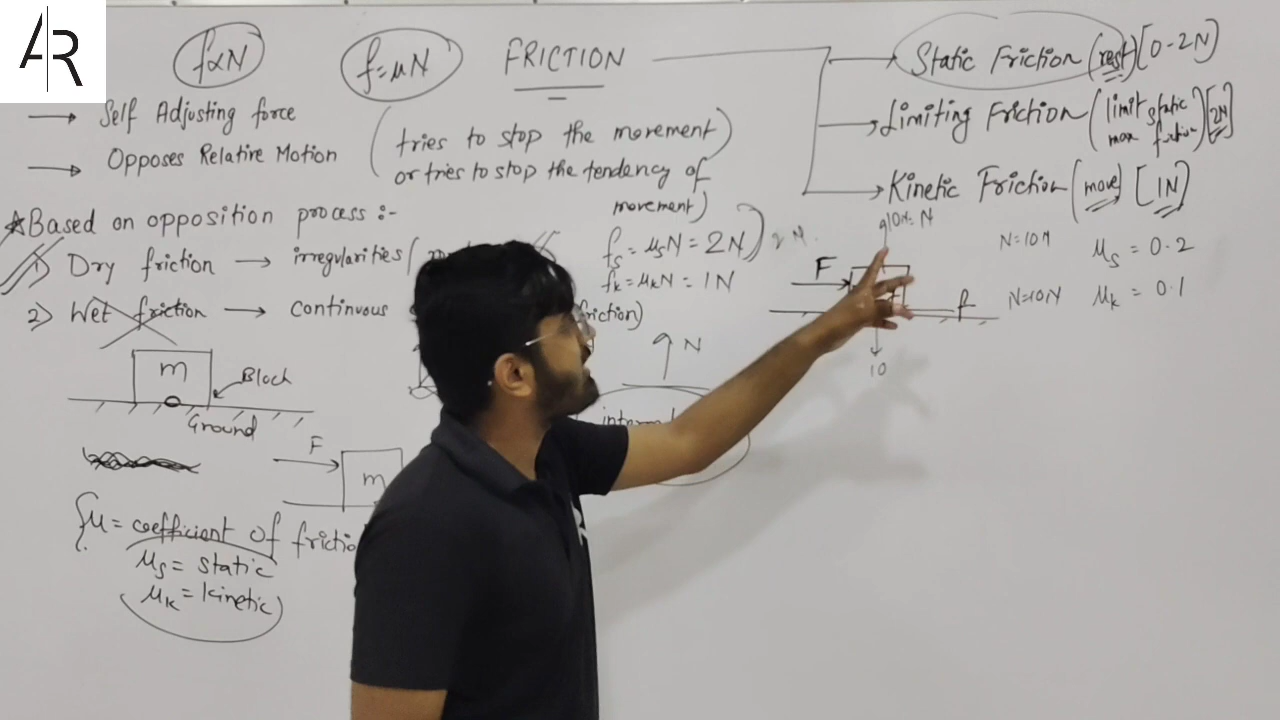 AR
f∝N
f=μN
FRICTION
→ Static Friction (rest) [0-2N]
→ Limiting Friction (limit static max friction) [2N]
→ Kinetic Friction (move) [1N]
→ Self Adjusting force
→ Opposes Relative Motion
(tries to stop the movement
or tries to stop the tendency of
movement)
Based on opposition process:-
1) Dry friction → irregularities
2) Wet friction → continuous
fs = μsN = 2N
2N.
fk = μkN = 1N
N
F
f
10
N=10N
μs = 0.2
N=10N
μk = 0.1
m
Block
Ground
F
m
N
{μ = coefficient of
μs = static
μk = kinetic